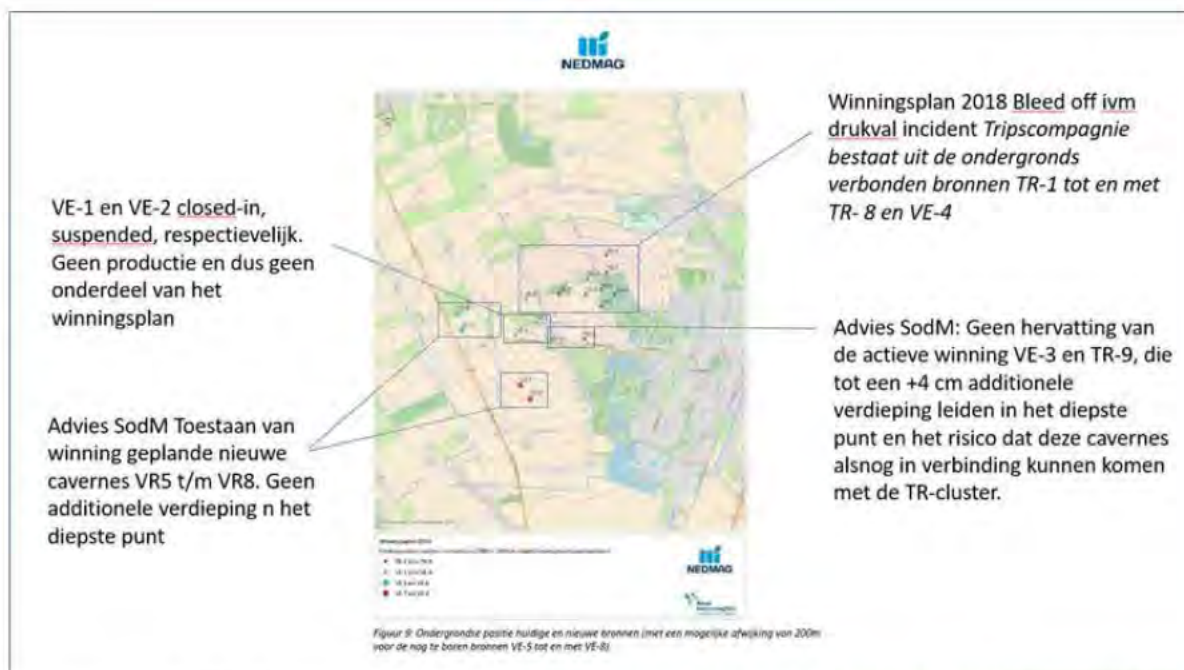 NEDMAG
Winningsplan 2018 Bleed off ivm
drukval incident Tripscompagnie
bestaat uit de ondergronds
verbonden bronnen TR-1 tot en met
TR- 8 en VE-4
VE-1 en VE-2 closed-in,
suspended, respectievelijk.
Geen productie en dus geen
onderdeel van het
winningsplan
Advies SodM: Geen hervatting van
de actieve winning VE-3 en TR-9, die
tot een +4 cm additionele
verdieping leiden in het diepste
punt en het risico dat deze cavernes
alsnog in verbinding kunnen komen
met de TR-cluster.
Advies SodM Toestaan van
winning geplande nieuwe
cavernes VR5 t/m VR8. Geen
additionele verdieping n het
diepste punt
NEDMAG
Figuur 9: Ondergrondse positie huidige en nieuwe bronnen (met een mogelijke afwijking van 200m
voor de nog te boren bronnen VE-5 tot en met VE-8)